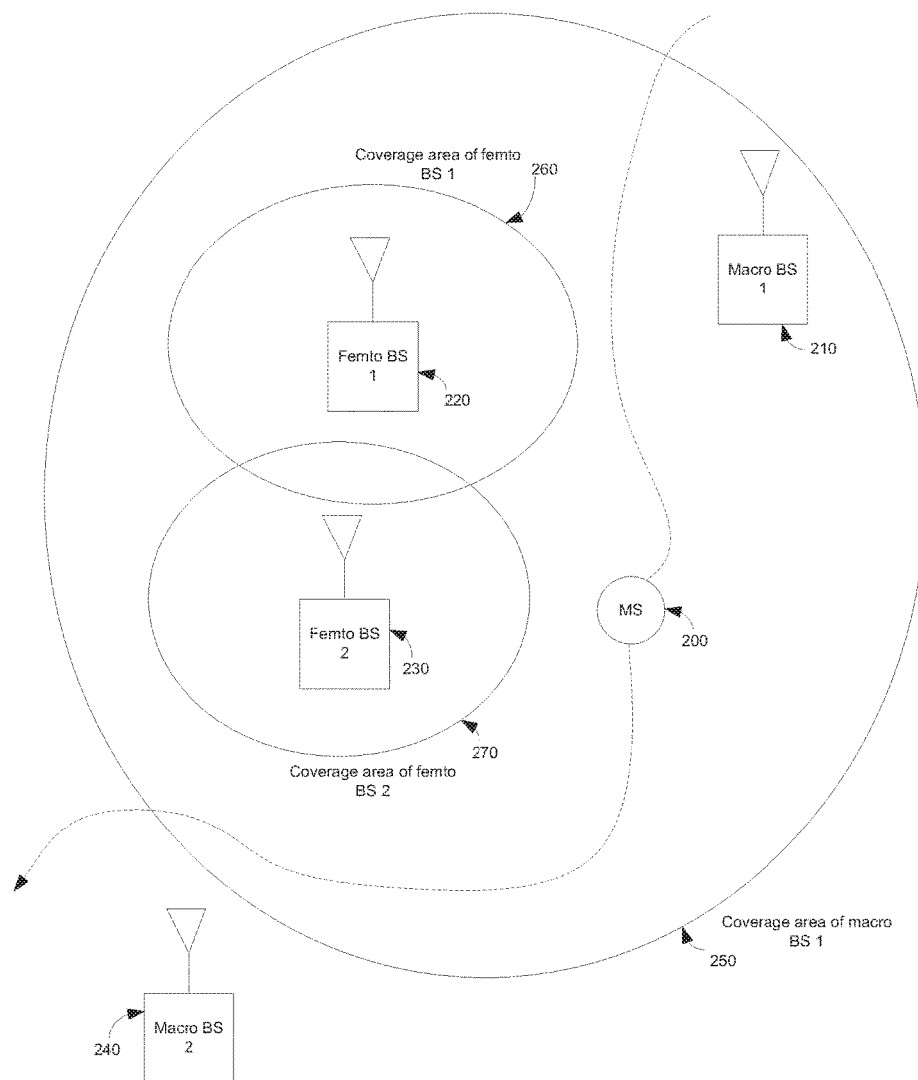 Coverage area of femto
BS 1
260
Macro BS
1
210
Femto BS
1
220
Femto BS
2
230
MS
200
270
Coverage area of femto
BS 2
Coverage area of macro
BS 1
250
Macro BS
2
240